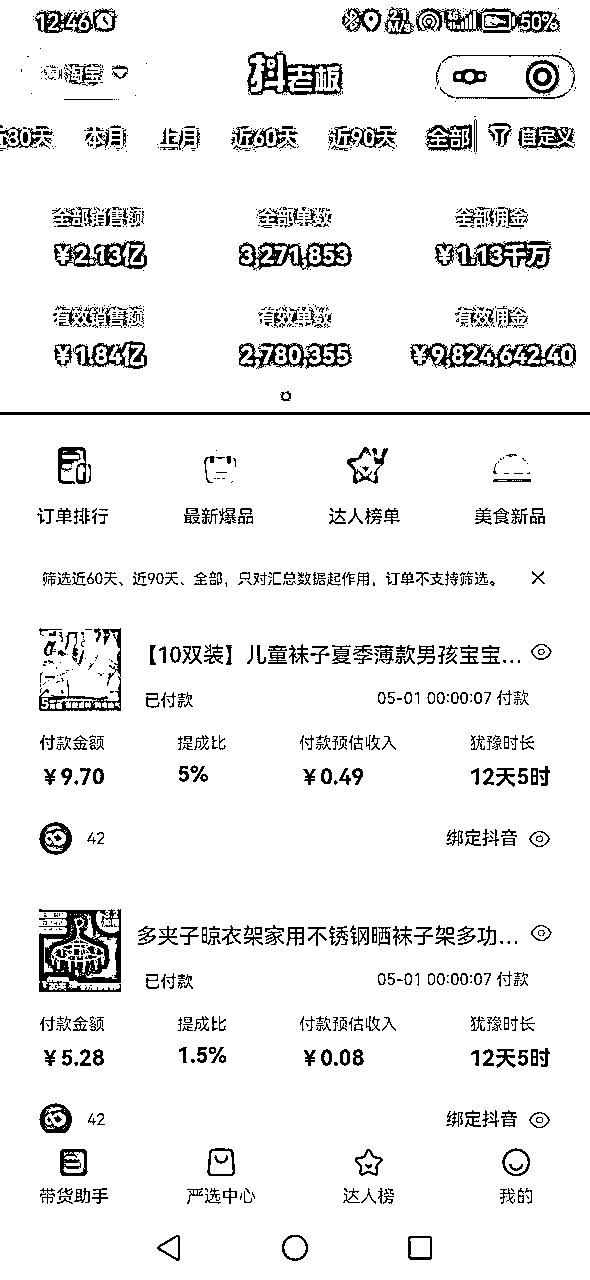 12:46 2.1 M/s 50%
淘宝 抖老板
近30天 本月 上月 近60天 近90天 全部 自定义
全部销售额 全部单数 全部佣金
¥2.13亿 3,271,853 ¥1.13千万
有效销售额 有效单数 有效佣金
¥1.84亿 2,780,355 ¥9,824,642.40
订单排行 最新爆品 达人榜单 美食新品
筛选近60天、近90天、全部，只对汇总数据起作用，订单不支持筛选。
【10双装】儿童袜子夏季薄款男孩宝宝...
已付款 05-01 00:00:07 付款
付款金额 提成比 付款预估收入 犹豫时长
¥9.70 5% ¥0.49 12天5时
42 绑定抖音
多夹子晾衣架家用不锈钢晒袜子架多功...
已付款 05-01 00:00:07 付款
付款金额 提成比 付款预估收入 犹豫时长
¥5.28 1.5% ¥0.08 12天5时
42 绑定抖音
带货助手 严选中心 达人榜 我的